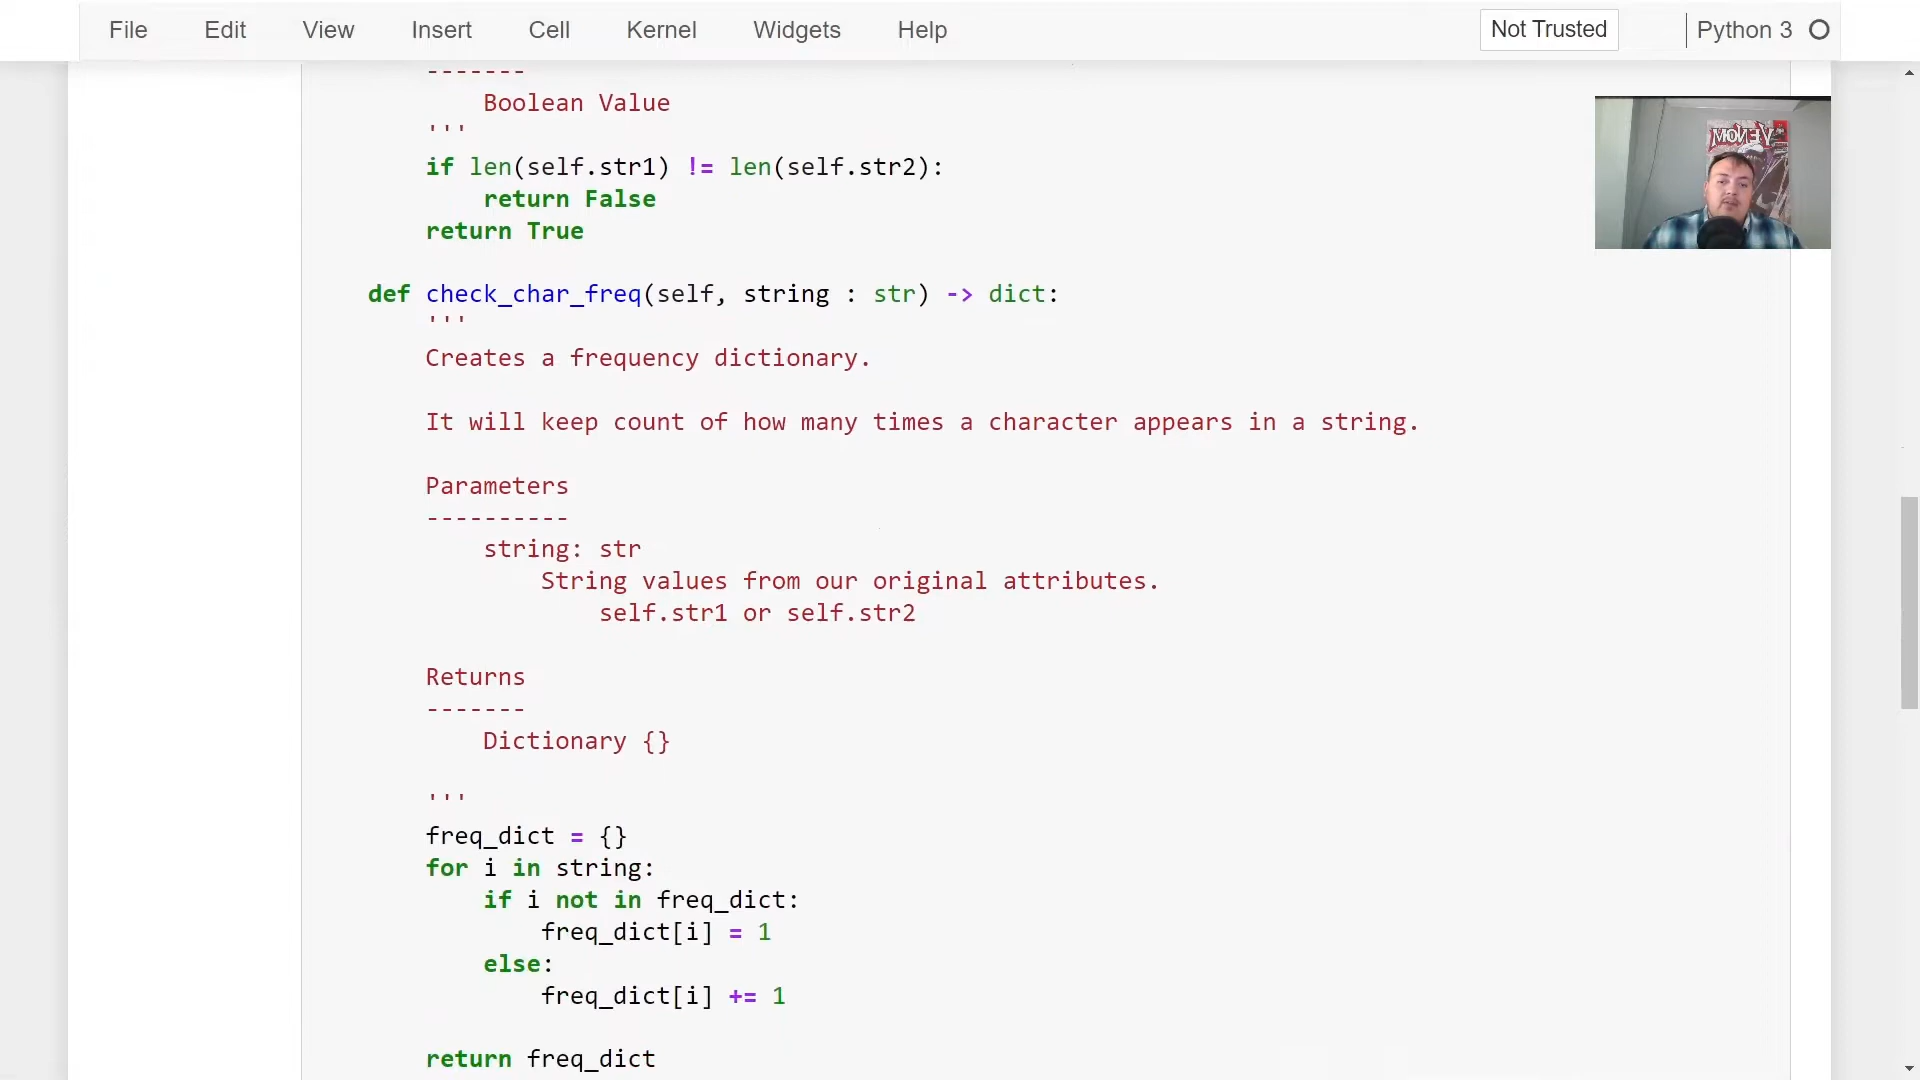 File Edit View Insert Cell Kernel Widgets Help Not Trusted Python 3
-------
Boolean Value
'''
if len(self.str1) != len(self.str2):
return False
return True
def check_char_freq(self, string : str) -> dict:
'''
Creates a frequency dictionary.
It will keep count of how many times a character appears in a string.
Parameters
----------
string: str
String values from our original attributes.
self.str1 or self.str2
Returns
-------
Dictionary {}
'''
freq_dict = {}
for i in string:
if i not in freq_dict:
freq_dict[i] = 1
else:
freq_dict[i] += 1
return freq_dict
VENOM